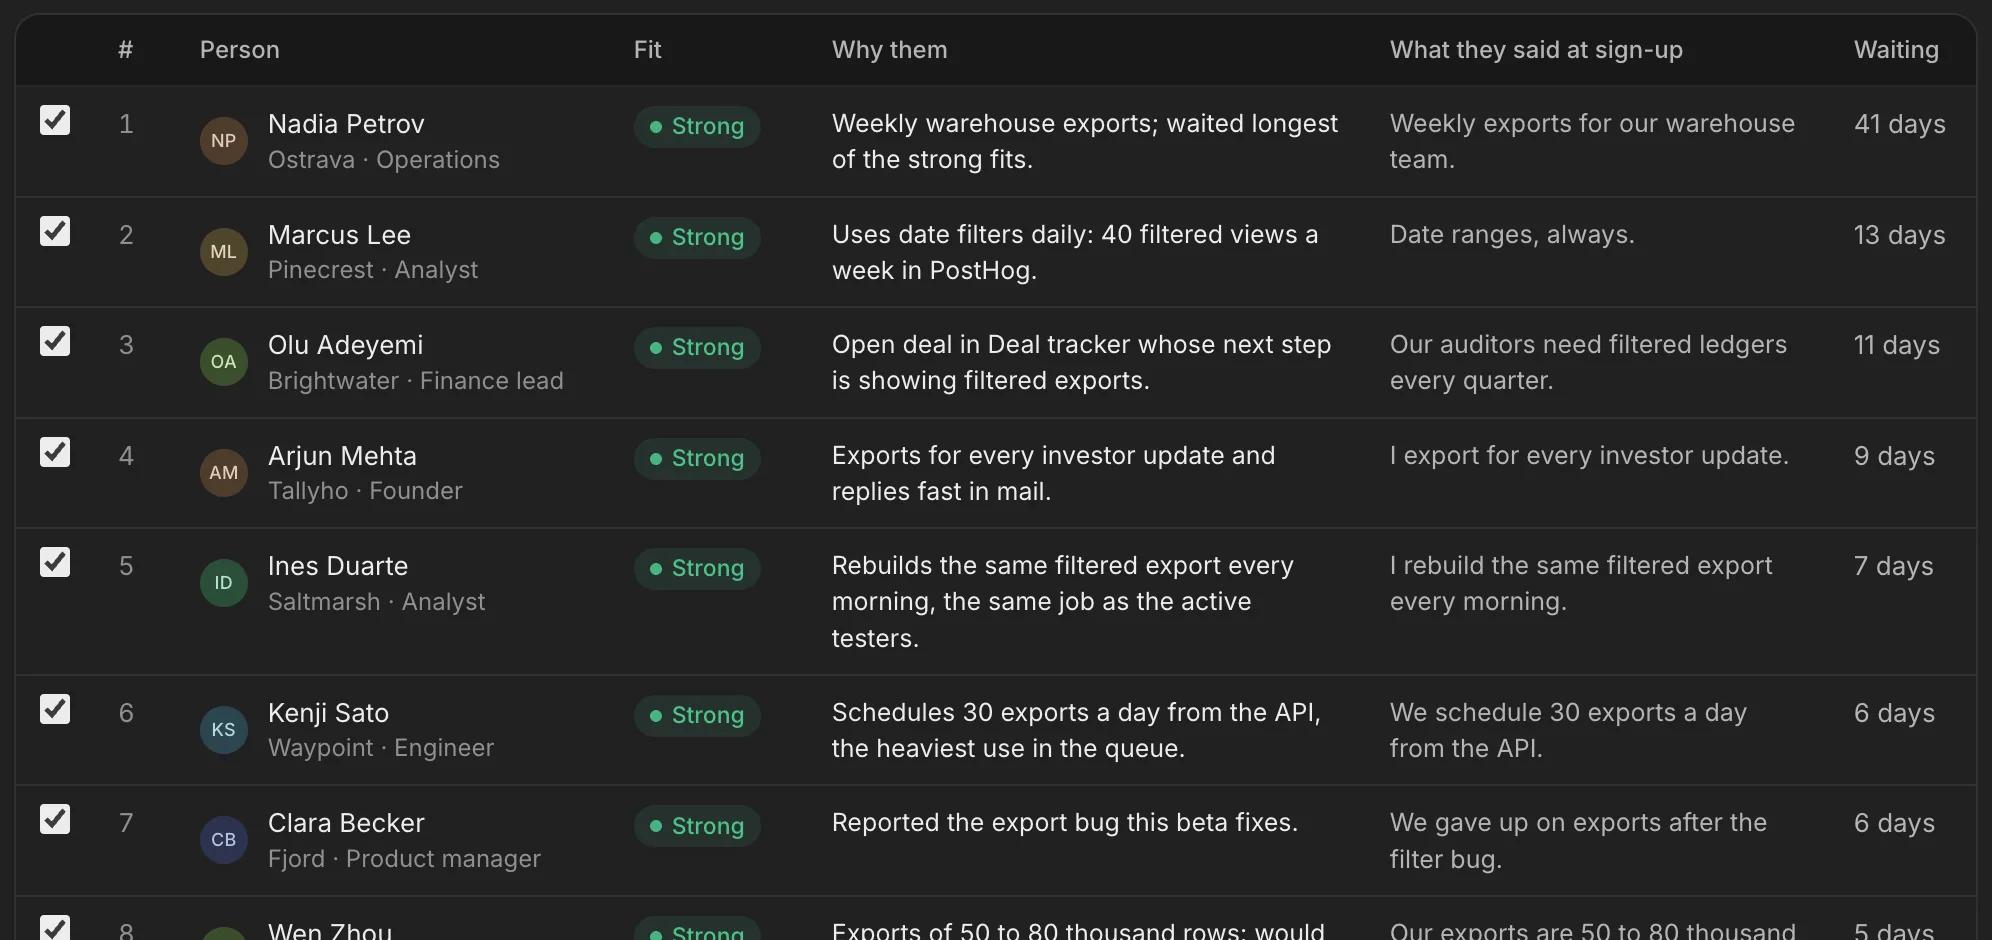 # Person Fit Why them What they said at sign-up Waiting
1 NP Nadia Petrov Strong Weekly warehouse exports; waited longest Weekly exports for our warehouse 41 days
Ostrava · Operations of the strong fits. team.
2 ML Marcus Lee Strong Uses date filters daily: 40 filtered views a Date ranges, always. 13 days
Pinecrest · Analyst week in PostHog.
3 OA Olu Adeyemi Strong Open deal in Deal tracker whose next step Our auditors need filtered ledgers 11 days
Brightwater · Finance lead is showing filtered exports. every quarter.
4 AM Arjun Mehta Strong Exports for every investor update and I export for every investor update. 9 days
Tallyho · Founder replies fast in mail.
5 ID Ines Duarte Strong Rebuilds the same filtered export every I rebuild the same filtered export 7 days
Saltmarsh · Analyst morning, the same job as the active every morning.
testers.
6 KS Kenji Sato Strong Schedules 30 exports a day from the API, We schedule 30 exports a day 6 days
Waypoint · Engineer the heaviest use in the queue. from the API.
7 CB Clara Becker Strong Reported the export bug this beta fixes. We gave up on exports after the 6 days
Fjord · Product manager filter bug.
8 Wen Zhou Strong Exports of 50 to 80 thousand rows; would Our exports are 50 to 80 thousand 5 days